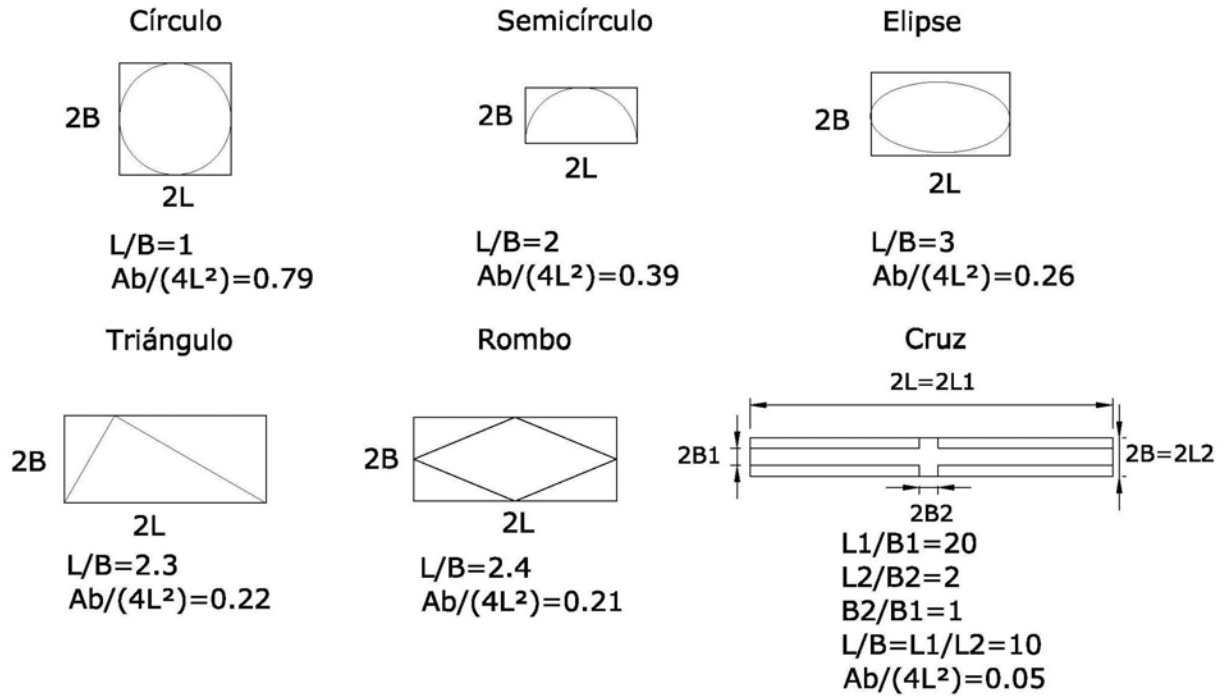 Círculo
2B
2L
L/B=1
Ab/(4L²)=0.79
Semicírculo
2B
2L
L/B=2
Ab/(4L²)=0.39
Elipse
2B
2L
L/B=3
Ab/(4L²)=0.26
Triángulo
2B
2L
L/B=2.3
Ab/(4L²)=0.22
Rombo
2B
2L
L/B=2.4
Ab/(4L²)=0.21
Cruz
2L=2L1
2B1
2B=2L2
2B2
L1/B1=20
L2/B2=2
B2/B1=1
L/B=L1/L2=10
Ab/(4L²)=0.05